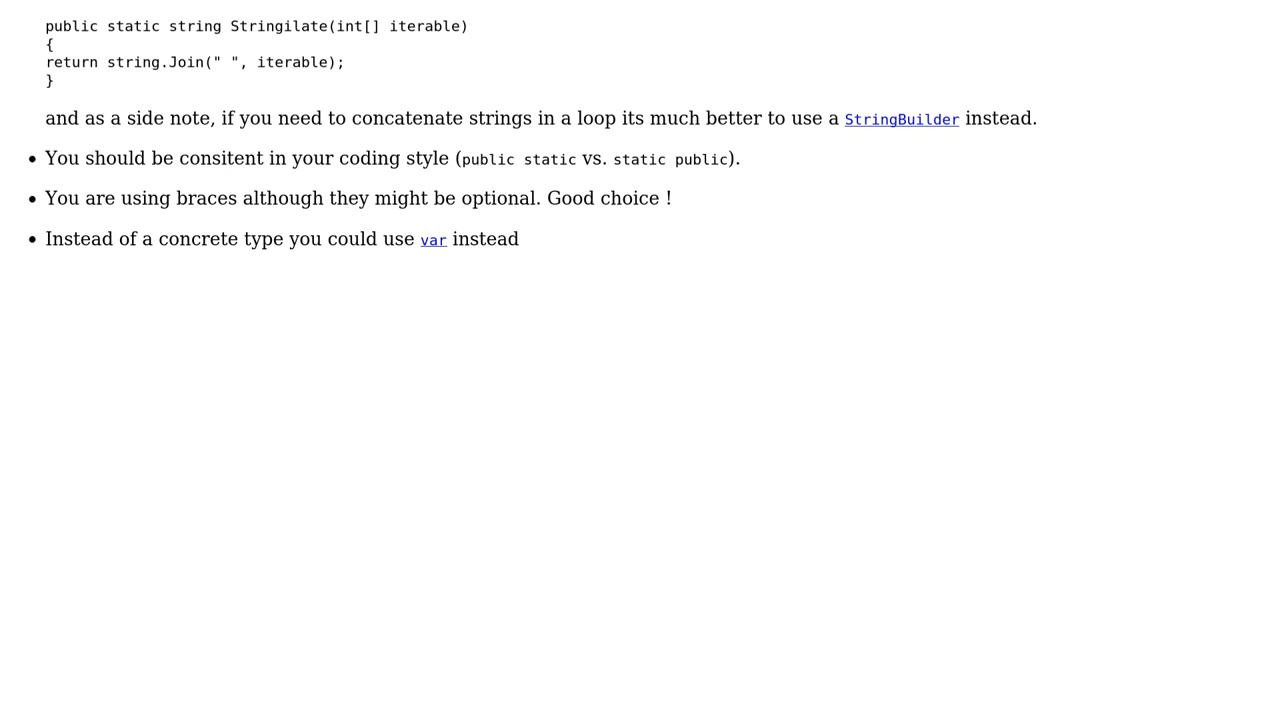 public static string Stringilate(int[] iterable)
{
return string.Join(" ", iterable);
}
and as a side note, if you need to concatenate strings in a loop its much better to use a StringBuilder instead.
• You should be consitent in your coding style (public static vs. static public).
• You are using braces although they might be optional. Good choice !
• Instead of a concrete type you could use var instead